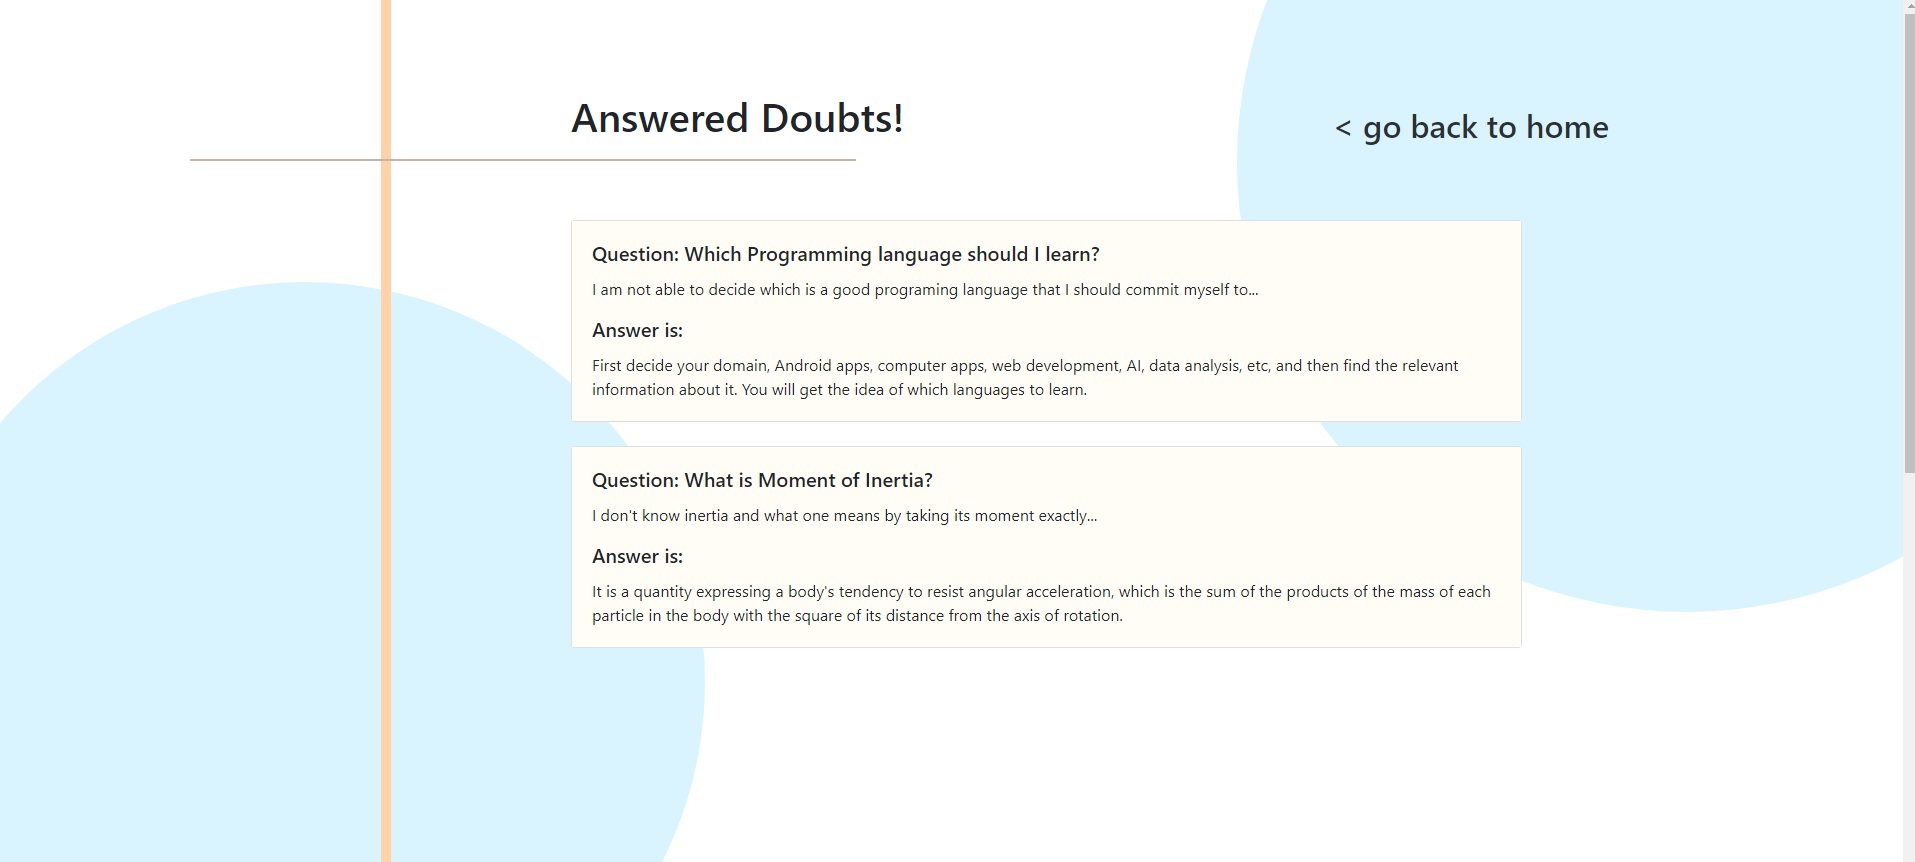 Answered Doubts!
< go back to home
Question: Which Programming language should I learn?
I am not able to decide which is a good programing language that I should commit myself to...
Answer is:
First decide your domain, Android apps, computer apps, web development, AI, data analysis, etc, and then find the relevant
information about it. You will get the idea of which languages to learn.
Question: What is Moment of Inertia?
I don't know inertia and what one means by taking its moment exactly...
Answer is:
It is a quantity expressing a body's tendency to resist angular acceleration, which is the sum of the products of the mass of each
particle in the body with the square of its distance from the axis of rotation.